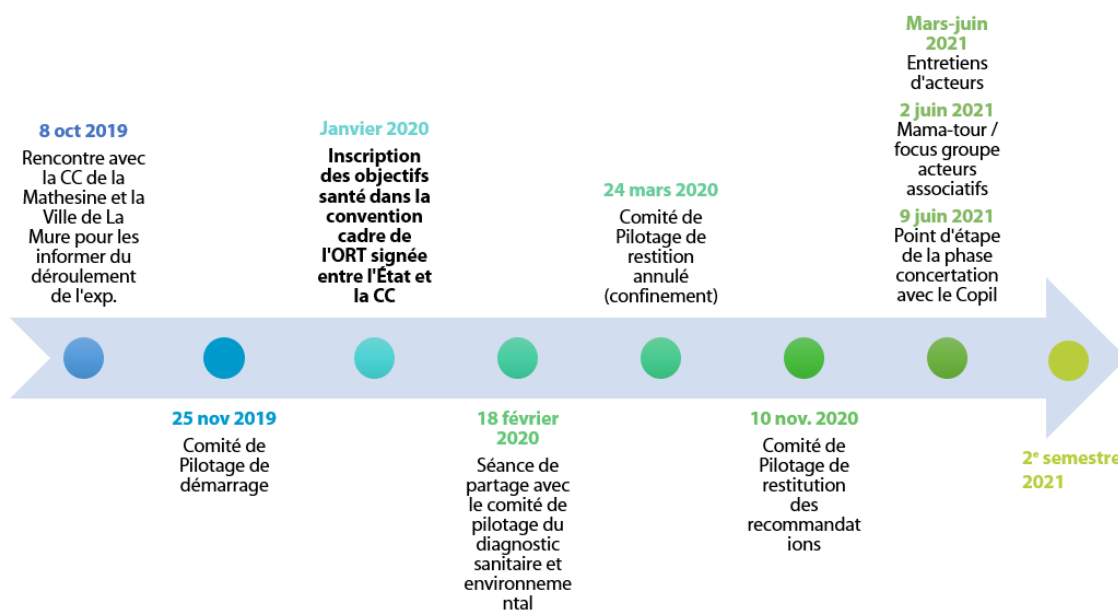 8 oct 2019
Rencontre avec
la CC de la
Mathesine et la
Ville de La
Mure pour les
informer du
déroulement
de l'exp.
25 nov 2019
Comité de
Pilotage de
démarrage
Janvier 2020
Inscription
des objectifs
santé dans la
convention
cadre de
l'ORT signée
entre l'État et
la CC
18 février
2020
Séance de
partage avec
le comité de
pilotage du
diagnostic
sanitaire et
environneme
ntal
24 mars 2020
Comité de
Pilotage de
restition
annulé
(confinement)
10 nov. 2020
Comité de
Pilotage de
restitution
des
recommandat
ions
Mars-juin
2021
Entretiens
d'acteurs
2 juin 2021
Mama-tour /
focus groupe
acteurs
associatifs
9 juin 2021
Point d'étape
de la phase
concertation
avec le Copil
2e semestre
2021